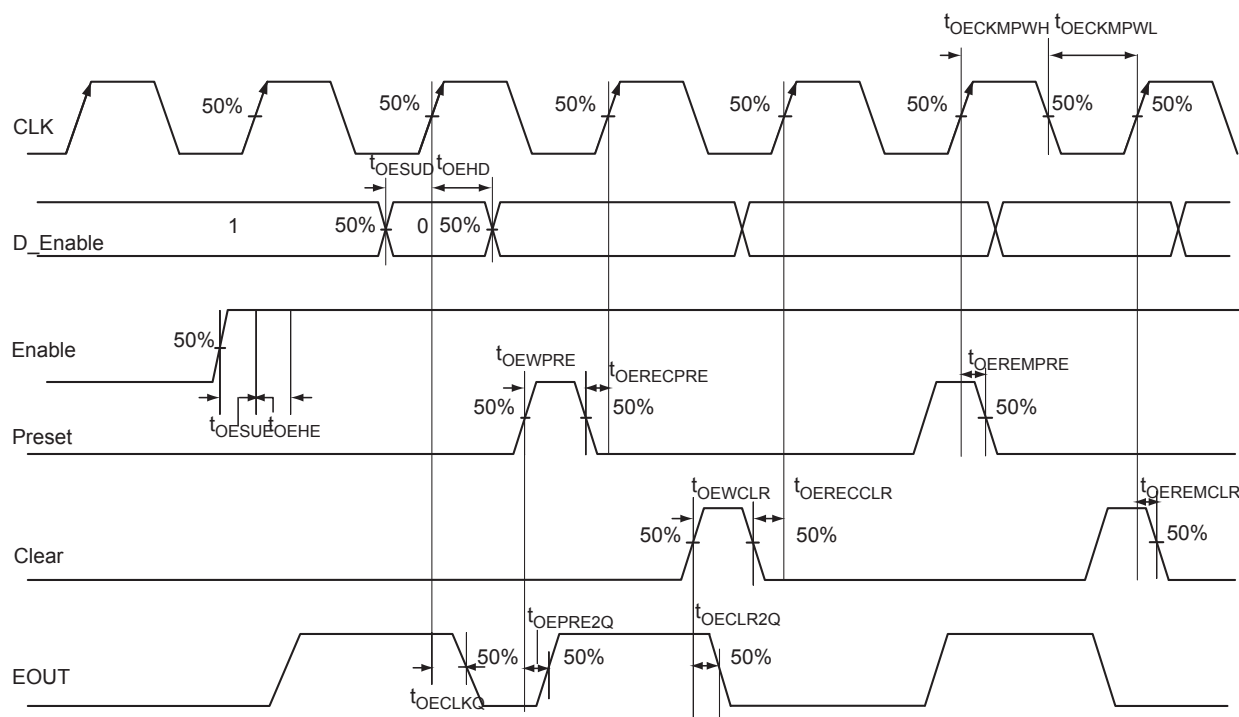 tOECKMPWH tOECKMPWL
CLK
50% 50% 50% 50% 50% 50% 50%
tOESUD tOEHD
D_Enable
1 50% 0 50%
Enable
50%
tOESUE tOEHE
tOEWPRE tOERECPRE tOEREMPRE
Preset
50% 50% 50%
tOEWCLR tOERECCLR tOEREMCLR
Clear
50% 50% 50%
tOEPRE2Q tOECLR2Q
EOUT
50% 50% 50%
tOECLKQ